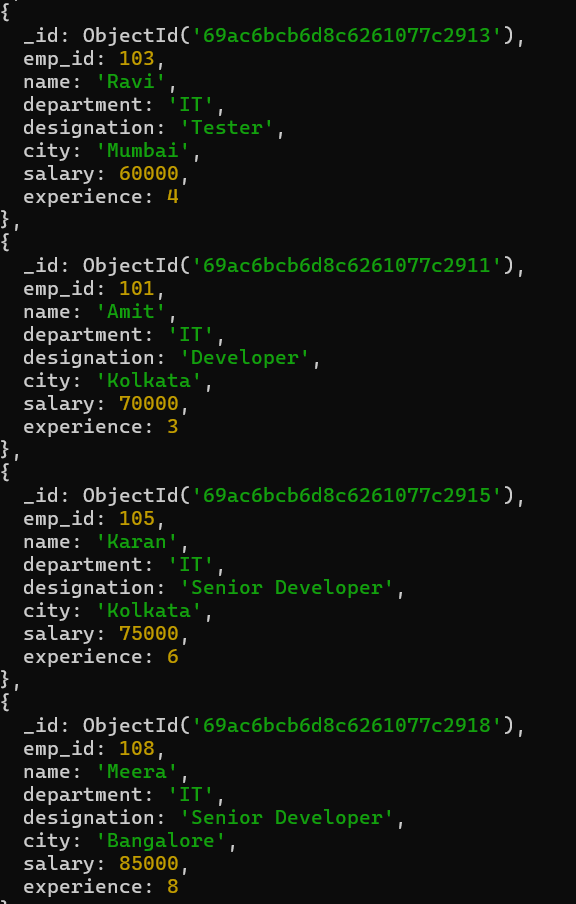 {
  _id: ObjectId('69ac6bcb6d8c6261077c2913'),
  emp_id: 103,
  name: 'Ravi',
  department: 'IT',
  designation: 'Tester',
  city: 'Mumbai',
  salary: 60000,
  experience: 4
},
{
  _id: ObjectId('69ac6bcb6d8c6261077c2911'),
  emp_id: 101,
  name: 'Amit',
  department: 'IT',
  designation: 'Developer',
  city: 'Kolkata',
  salary: 70000,
  experience: 3
},
{
  _id: ObjectId('69ac6bcb6d8c6261077c2915'),
  emp_id: 105,
  name: 'Karan',
  department: 'IT',
  designation: 'Senior Developer',
  city: 'Kolkata',
  salary: 75000,
  experience: 6
},
{
  _id: ObjectId('69ac6bcb6d8c6261077c2918'),
  emp_id: 108,
  name: 'Meera',
  department: 'IT',
  designation: 'Senior Developer',
  city: 'Bangalore',
  salary: 85000,
  experience: 8